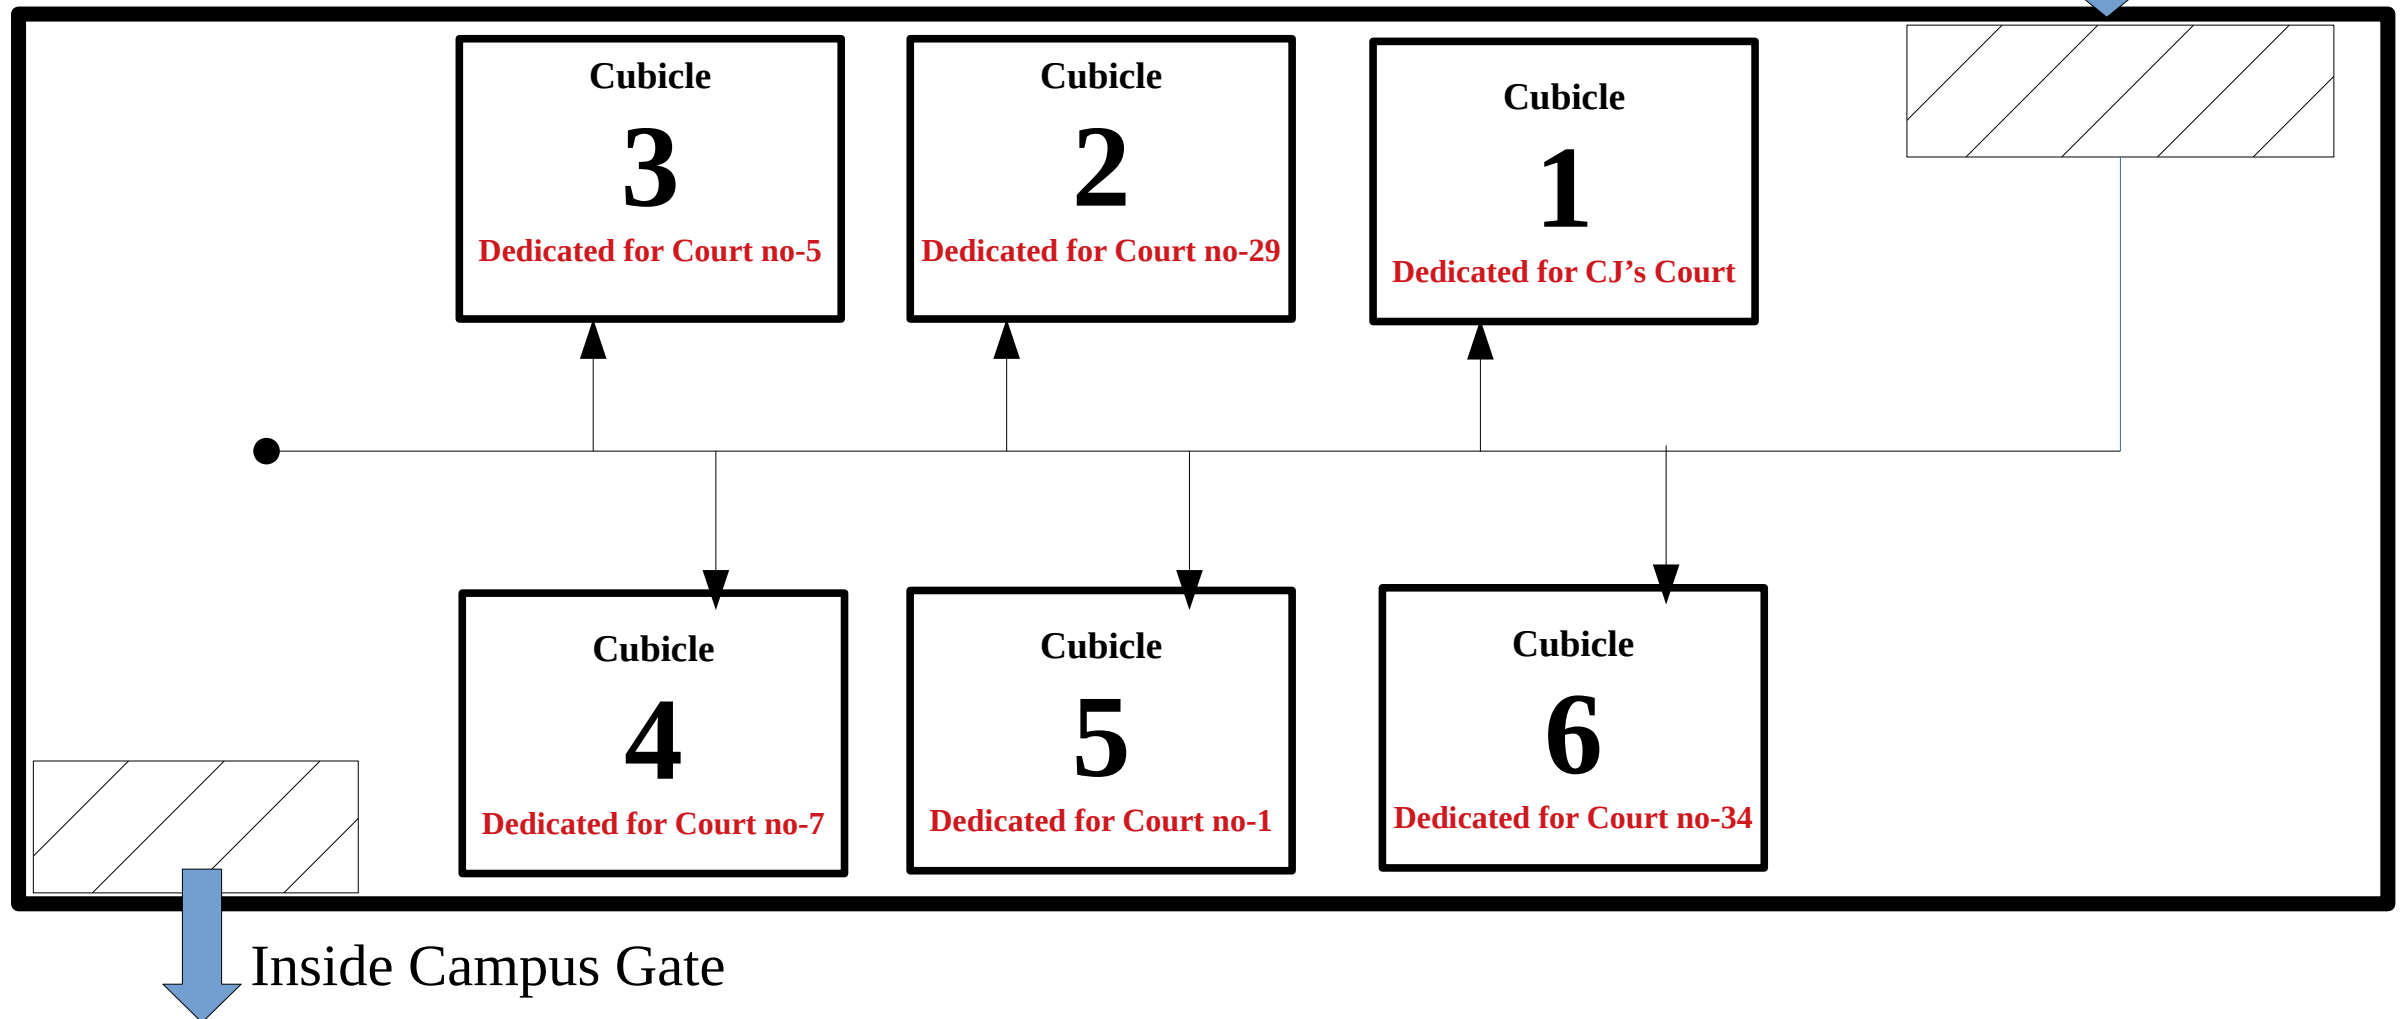 Cubicle
3
Dedicated for Court no-5
Cubicle
2
Dedicated for Court no-29
Cubicle
1
Dedicated for CJ’s Court
Cubicle
4
Dedicated for Court no-7
Cubicle
5
Dedicated for Court no-1
Cubicle
6
Dedicated for Court no-34
Inside Campus Gate